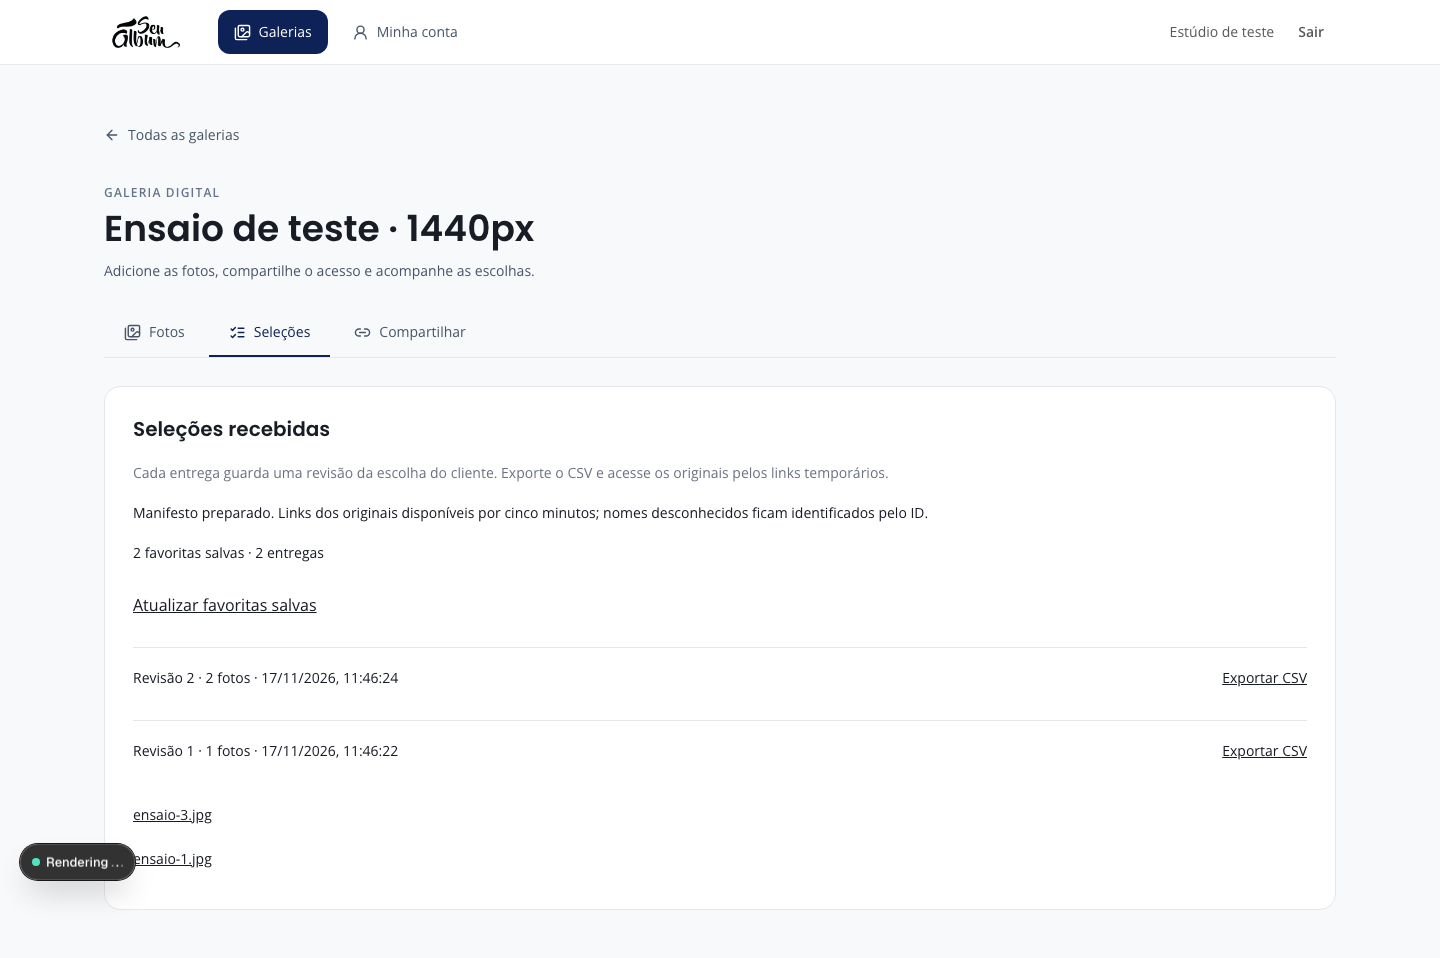 Seu Álbum
Galerias
Minha conta
Estúdio de teste
Sair
Todas as galerias
GALERIA DIGITAL
Ensaio de teste · 1440px
Adicione as fotos, compartilhe o acesso e acompanhe as escolhas.
Fotos
Seleções
Compartilhar
Seleções recebidas
Cada entrega guarda uma revisão da escolha do cliente. Exporte o CSV e acesse os originais pelos links temporários.
Manifesto preparado. Links dos originais disponíveis por cinco minutos; nomes desconhecidos ficam identificados pelo ID.
2 favoritas salvas · 2 entregas
Atualizar favoritas salvas
Revisão 2 · 2 fotos · 17/11/2026, 11:46:24
Exportar CSV
Revisão 1 · 1 fotos · 17/11/2026, 11:46:22
Exportar CSV
ensaio-3.jpg
ensaio-1.jpg
Rendering ...